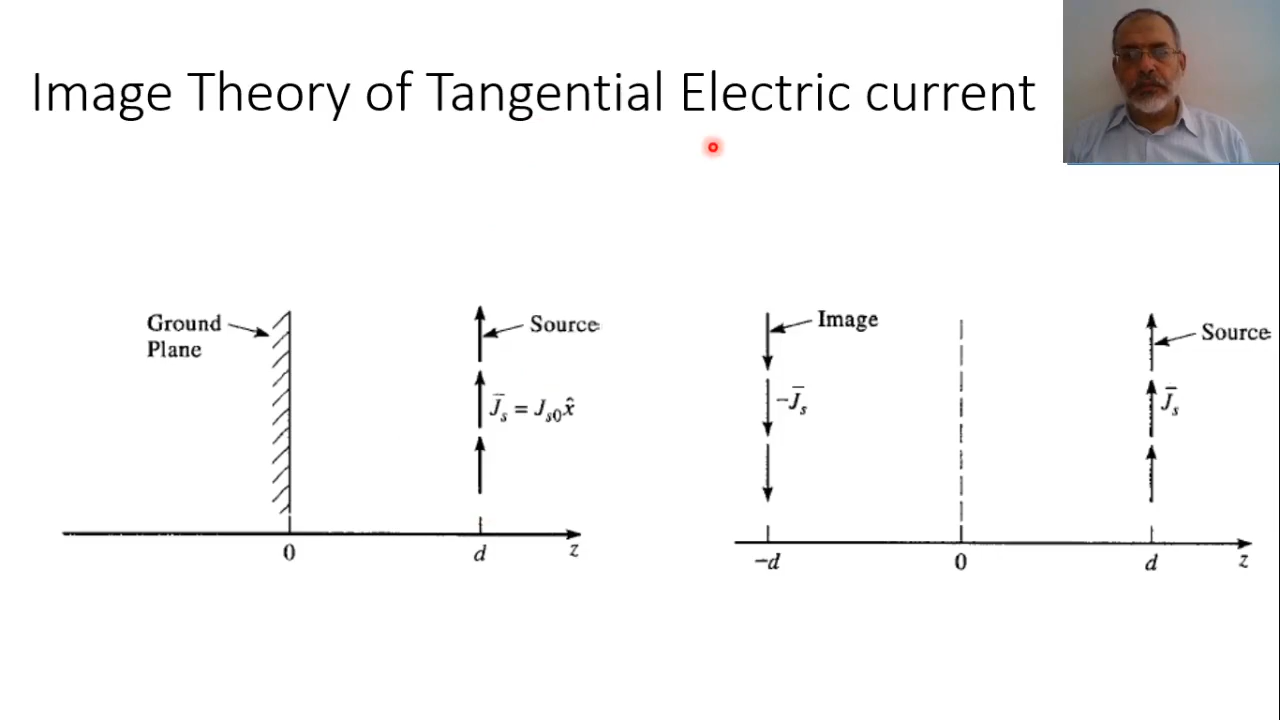 Image Theory of Tangential Electric current
Ground
Plane
Source
J̄s = Js0x̂
0
d
z
Image
-J̄s
Source
J̄s
-d
0
d
z